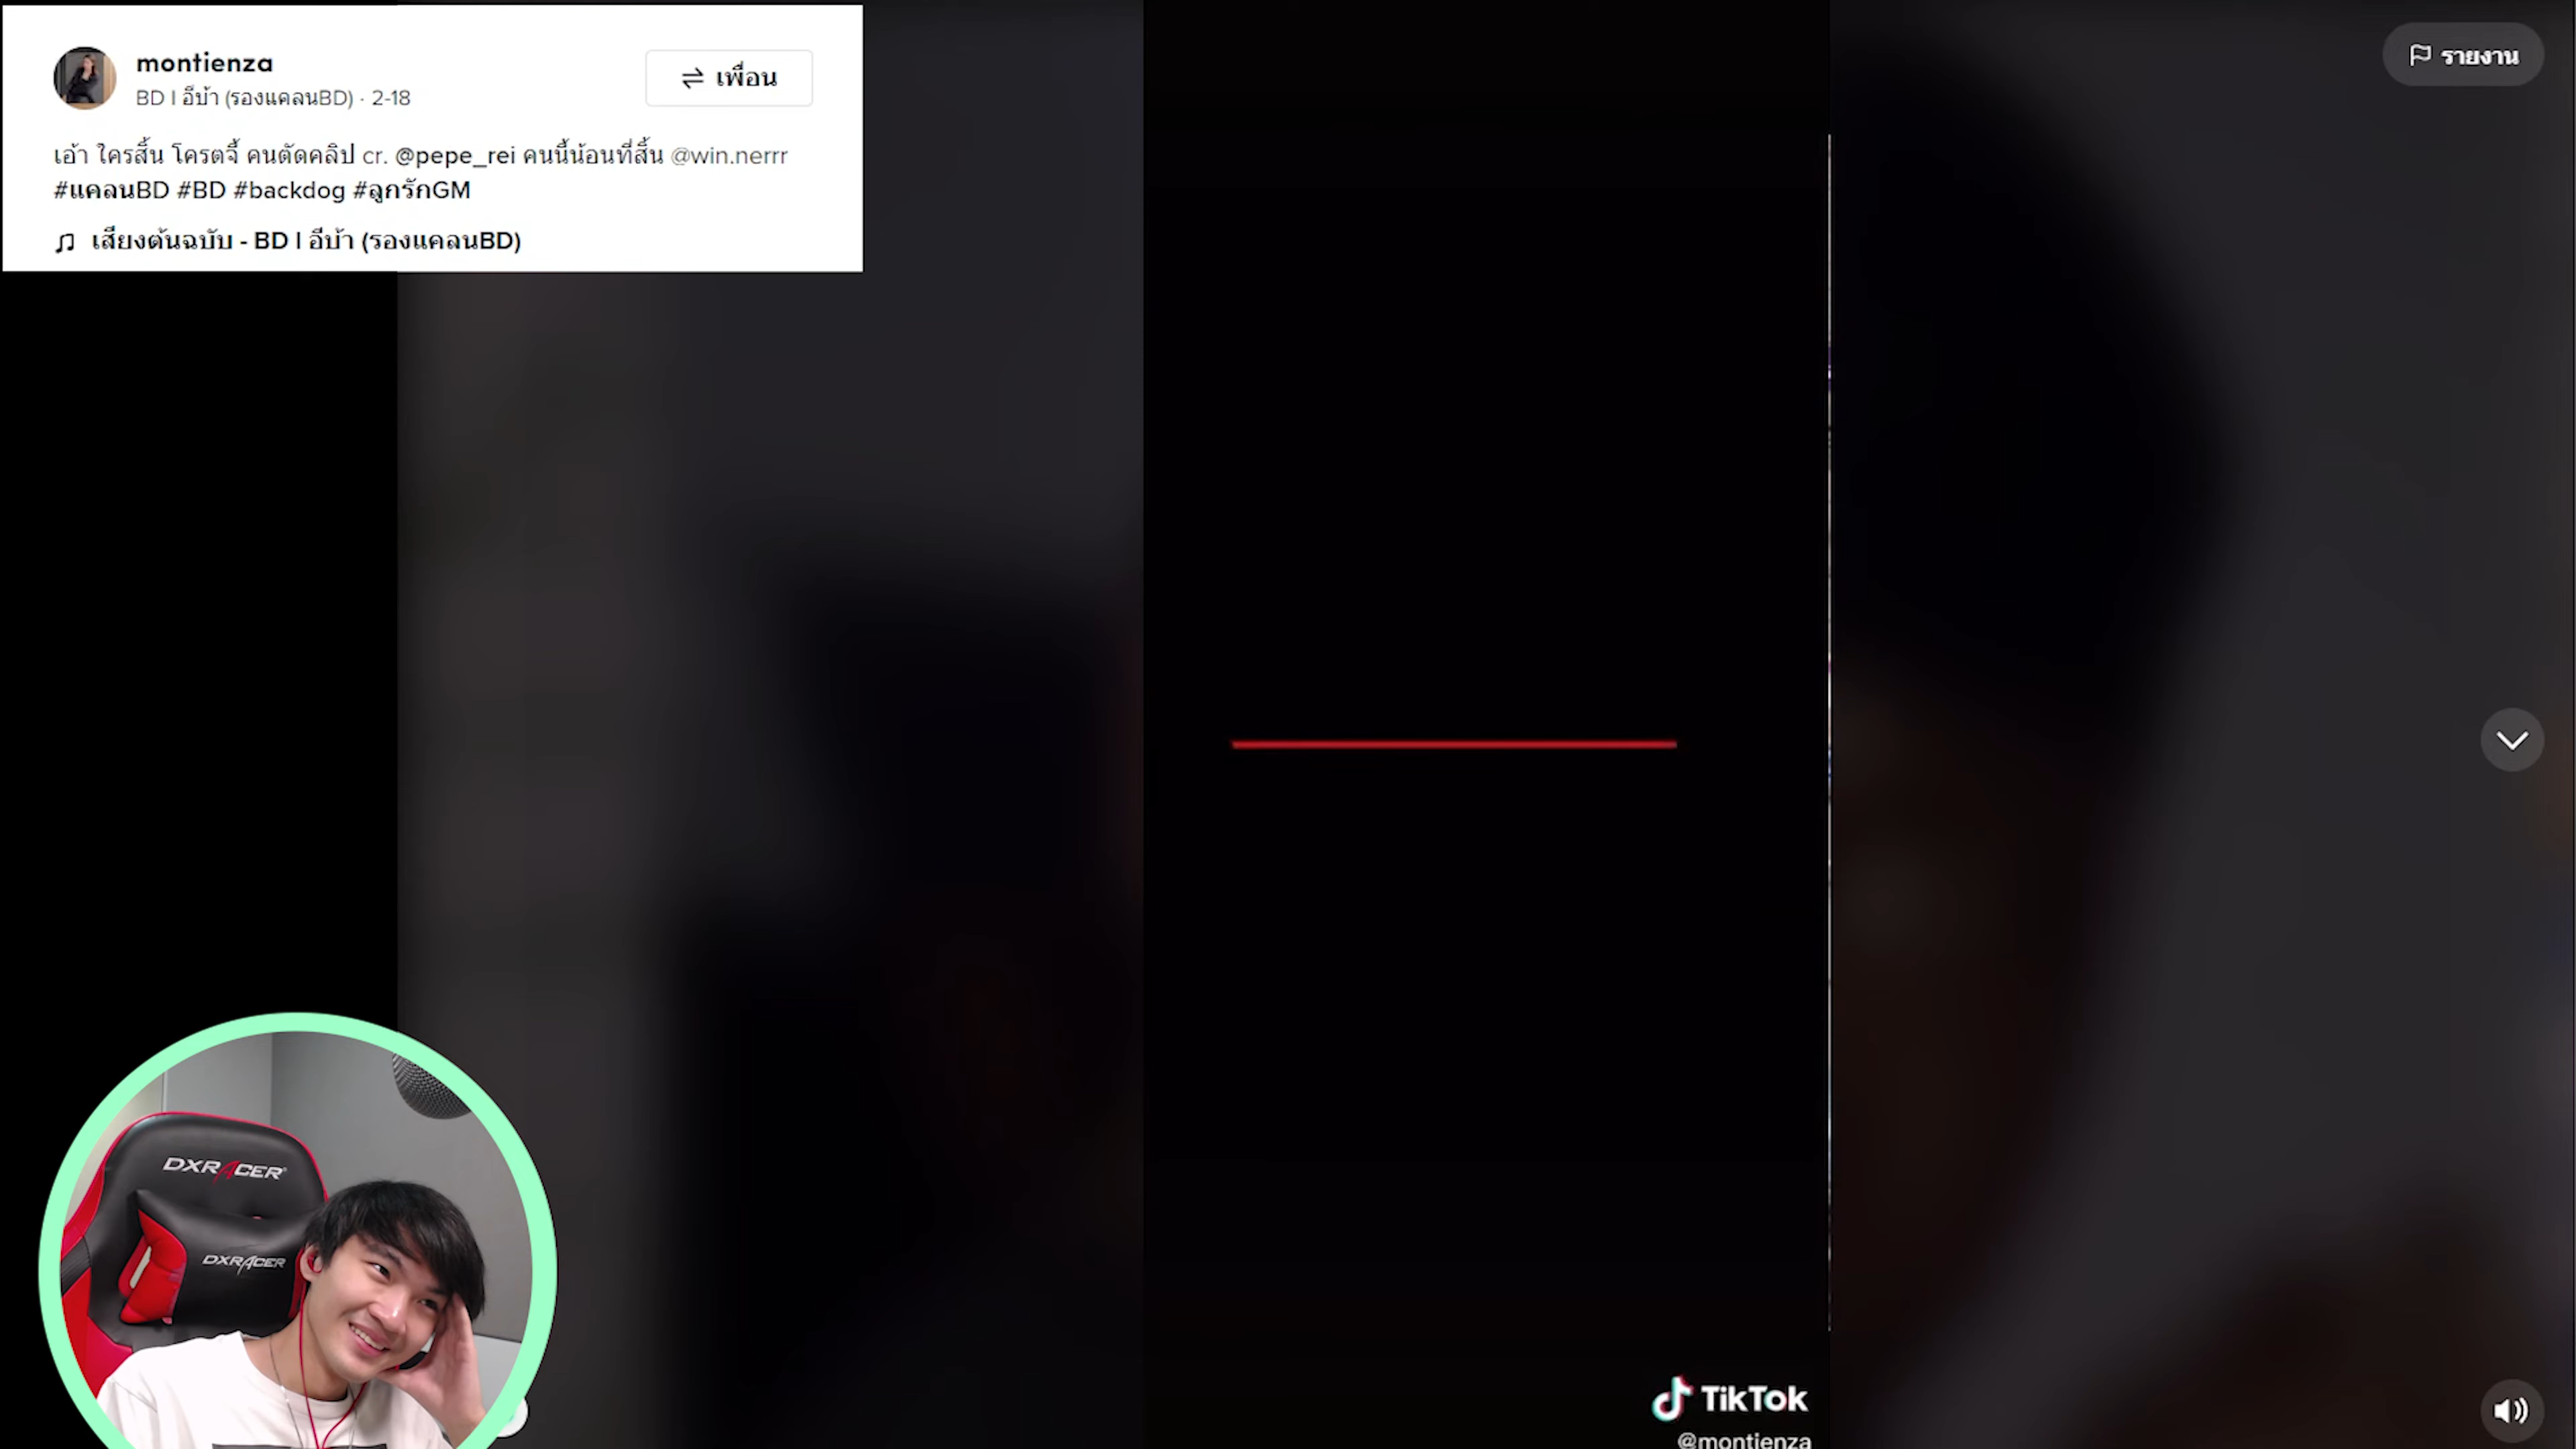 montienza
BD l อีบ้า (รองแคลนBD) · 2-18
เพื่อน
รายงาน
เอ้า ใครสิ้น โครตจี้ คนตัดคลิป cr. @pepe_rei คนนี้น้อนที่สิ้น @win.nerrr
#แคลนBD #BD #backdog #ลูกรักGM
เสียงต้นฉบับ - BD l อีบ้า (รองแคลนBD)
DXRACER
DXRACER
TikTok
@montienza